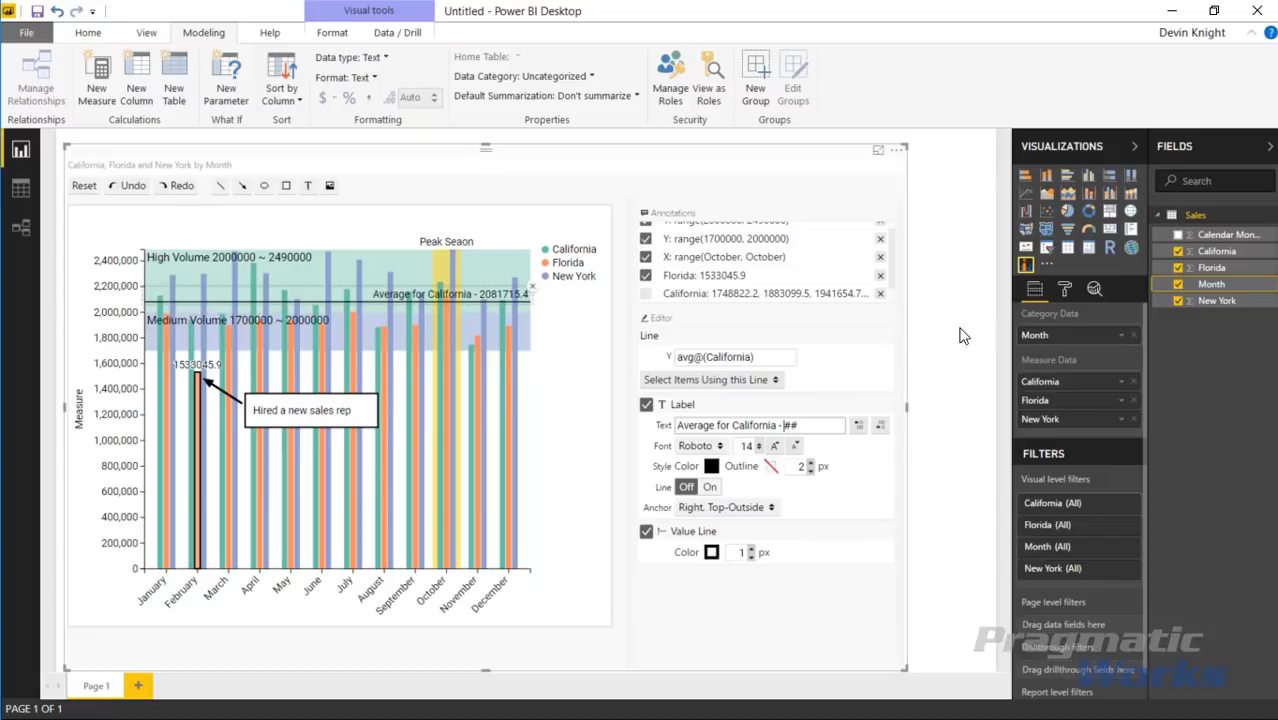 Visual tools
Untitled - Power BI Desktop
File
Home
View
Modeling
Help
Format
Data / Drill
Devin Knight
Manage Relationships
New Measure
New Column
New Table
New Parameter
Sort by Column
Data type: Text
Format: Text
$ - % , Auto
Home Table:
Data Category: Uncategorized
Default Summarization: Don't summarize
Manage Roles
View as Roles
New Group
Edit Groups
Relationships
Calculations
What If
Sort
Formatting
Properties
Security
Groups
California, Florida and New York by Month
Reset
Undo
Redo
T
Peak Seaon
California
Florida
New York
High Volume 2000000 ~ 2490000
Average for California - 2081715.4
Medium Volume 1700000 ~ 2000000
1533045.9
Hired a new sales rep
Measure
2,400,000
2,200,000
2,000,000
1,800,000
1,600,000
1,400,000
1,200,000
1,000,000
800,000
600,000
400,000
200,000
0
January
February
March
April
May
June
July
August
September
October
November
December
Annotations
Y: range(2000000, 2490000)
Y: range(1700000, 2000000)
X: range(October, October)
Florida: 1533045.9
California: 1748822.2, 1883099.5, 1941654.7...
Editor
Line
Y avg@(California)
Select Items Using this Line
T Label
Text Average for California - ##
Font Roboto 14
Style Color Outline 2 px
Line Off On
Anchor Right, Top-Outside
Value Line
Color 1 px
VISUALIZATIONS
R
Category Data
Month
Measure Data
California
Florida
New York
FILTERS
Visual level filters
California (All)
Florida (All)
Month (All)
New York (All)
Page level filters
Drag data fields here
Drillthrough filters
Drag drillthrough fields here
Report level filters
FIELDS
Search
Sales
Calendar Mon...
California
Florida
Month
New York
Pragmatic Works
Page 1
PAGE 1 OF 1